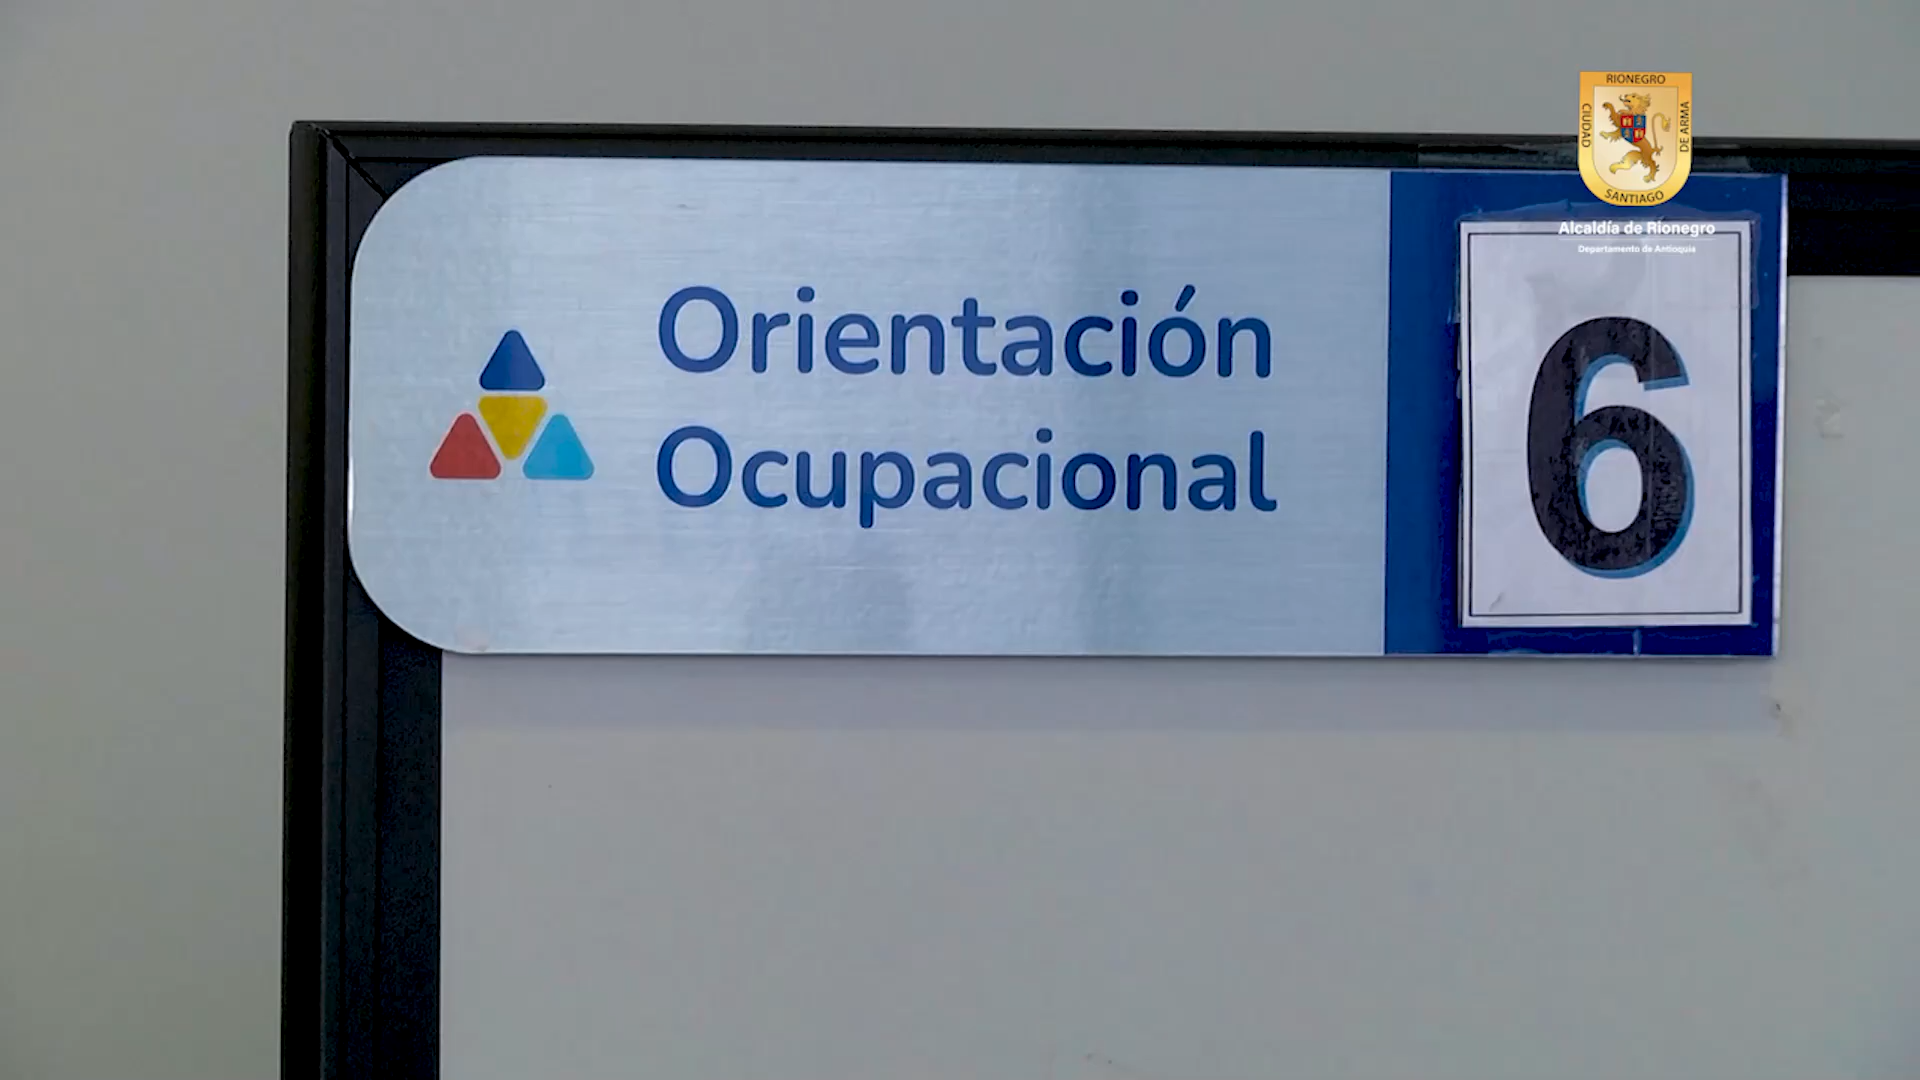 Orientación
Ocupacional
6
RIONEGRO
CIUDAD
DE ARMA
SANTIAGO
Alcaldía de Rionegro
Departamento de Antioquia